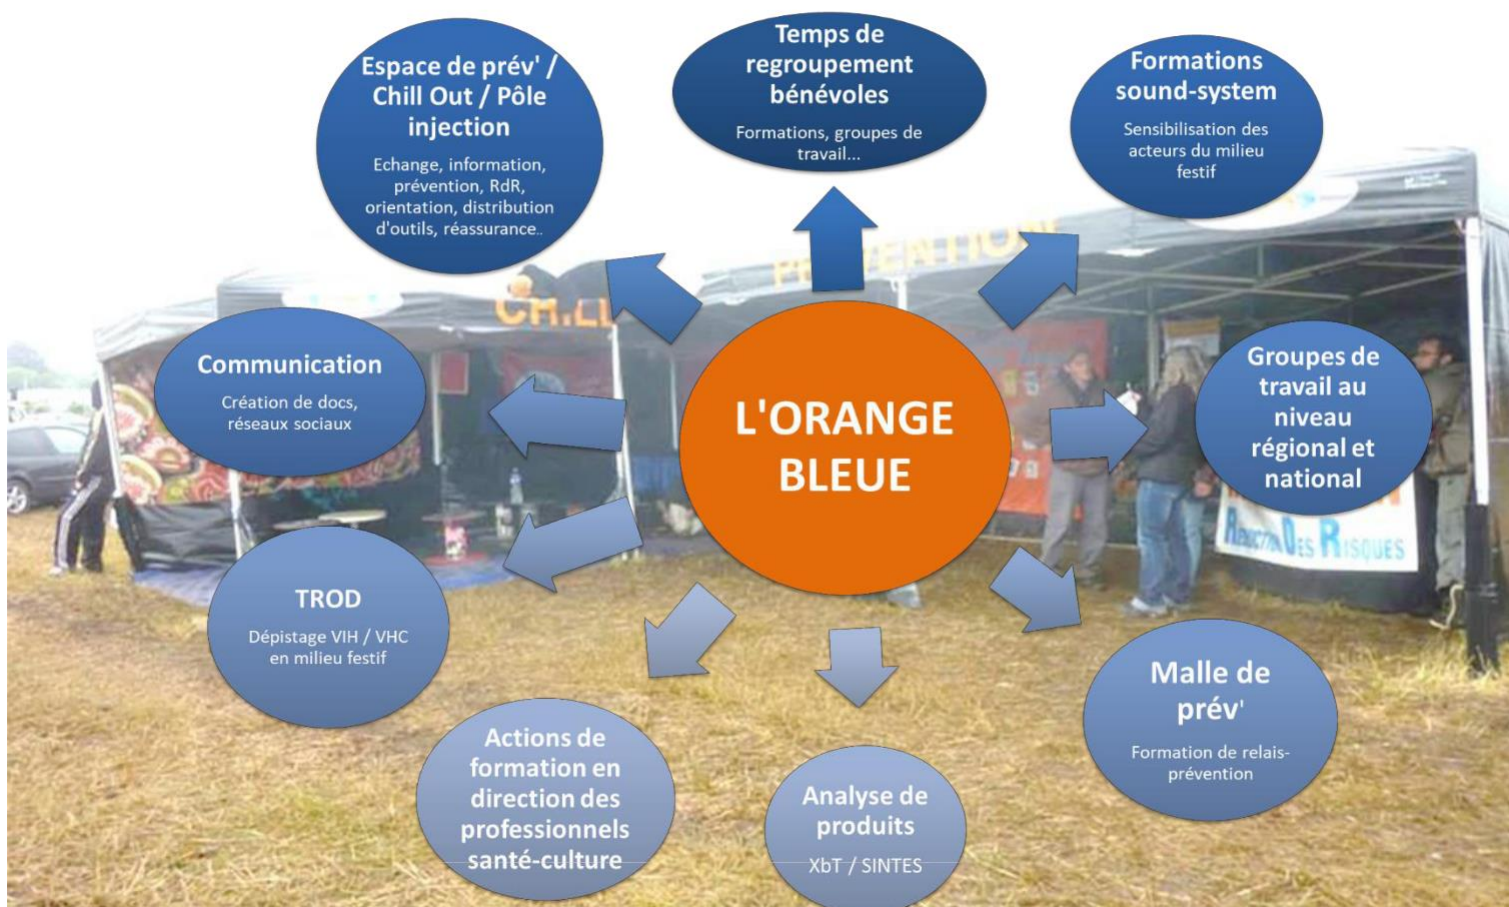 Temps de
regroupement
bénévoles
Formations, groupes de
travail...
Formations
sound-system
Sensibilisation des
acteurs du milieu
festif
Groupes de
travail au
niveau
régional et
national
Malle de
prév'
Formation de relais-
prévention
Analyse de
produits
XbT / SINTES
Actions de
formation en
direction des
professionnels
santé-culture
TROD
Dépistage VIH / VHC
en milieu festif
Communication
Création de docs,
réseaux sociaux
Espace de prév' /
Chill Out / Pôle
injection
Echange, information,
prévention, RdR,
orientation, distribution
d'outils, réassurance..
L'ORANGE
BLEUE
CHILL
REDUCTION DES RISQUES